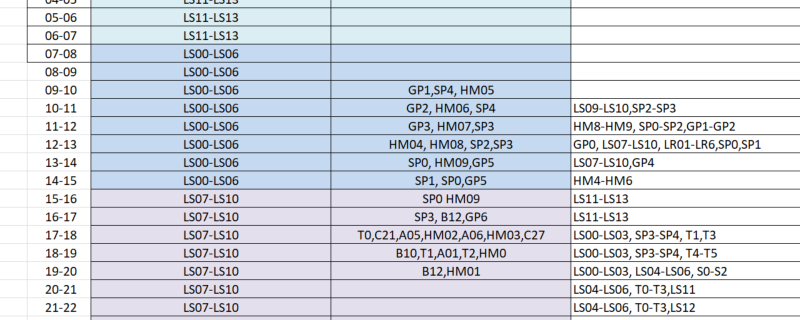 04-05 LS11-LS13
05-06 LS11-LS13
06-07 LS11-LS13
07-08 LS00-LS06
08-09 LS00-LS06
09-10 LS00-LS06 GP1,SP4, HM05
10-11 LS00-LS06 GP2, HM06, SP4 LS09-LS10,SP2-SP3
11-12 LS00-LS06 GP3, HM07,SP3 HM8-HM9, SP0-SP2,GP1-GP2
12-13 LS00-LS06 HM04, HM08, SP2,SP3 GP0, LS07-LS10, LR01-LR6,SP0,SP1
13-14 LS00-LS06 SP0, HM09,GP5 LS07-LS10,GP4
14-15 LS00-LS06 SP1, SP0,GP5 HM4-HM6
15-16 LS07-LS10 SP0 HM09 LS11-LS13
16-17 LS07-LS10 SP3, B12,GP6 LS11-LS13
17-18 LS07-LS10 T0,C21,A05,HM02,A06,HM03,C27 LS00-LS03, SP3-SP4, T1,T3
18-19 LS07-LS10 B10,T1,A01,T2,HM0 LS00-LS03, SP3-SP4, T4-T5
19-20 LS07-LS10 B12,HM01 LS00-LS03, LS04-LS06, S0-S2
20-21 LS07-LS10 LS04-LS06, T0-T3,LS11
21-22 LS07-LS10 LS04-LS06, T0-T3,LS12